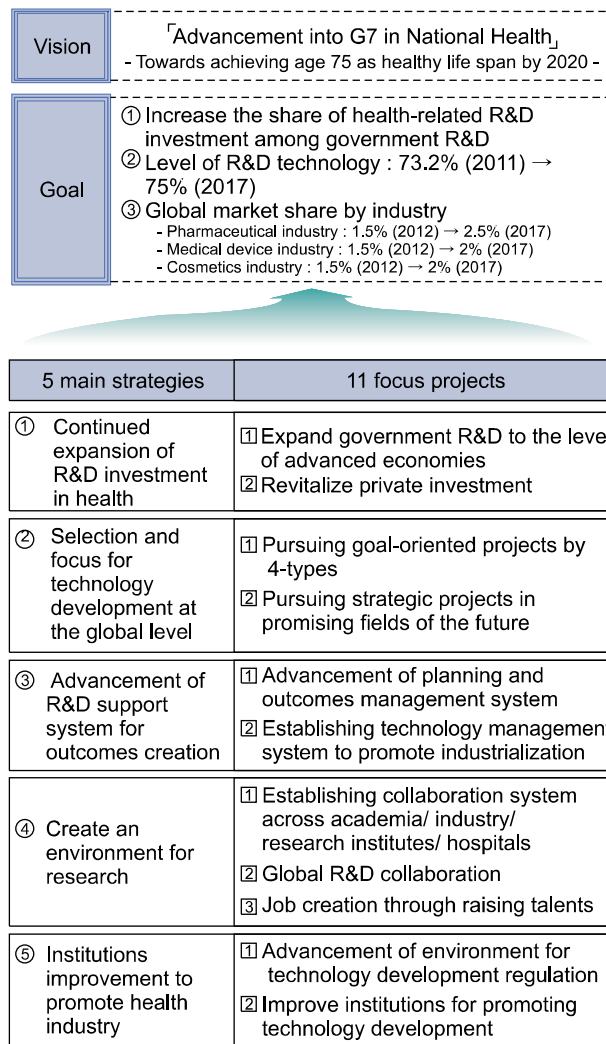 Vision
「Advancement into G7 in National Health」
- Towards achieving age 75 as healthy life span by 2020 -
Goal
① Increase the share of health-related R&D
investment among government R&D
② Level of R&D technology : 73.2% (2011) →
75% (2017)
③ Global market share by industry
- Pharmaceutical industry : 1.5% (2012) → 2.5% (2017)
- Medical device industry : 1.5% (2012) → 2% (2017)
- Cosmetics industry : 1.5% (2012) → 2% (2017)
5 main strategies
11 focus projects
① Continued
expansion of
R&D investment
in health
1 Expand government R&D to the level
of advanced economies
2 Revitalize private investment
② Selection and
focus for
technology
development at
the global level
1 Pursuing goal-oriented projects by
4-types
2 Pursuing strategic projects in
promising fields of the future
③ Advancement of
R&D support
system for
outcomes creation
1 Advancement of planning and
outcomes management system
2 Establishing technology management
system to promote industrialization
④ Create an
environment for
research
1 Establishing collaboration system
across academia/ industry/
research institutes/ hospitals
2 Global R&D collaboration
3 Job creation through raising talents
⑤ Institutions
improvement to
promote health
industry
1 Advancement of environment for
technology development regulation
2 Improve institutions for promoting
technology development